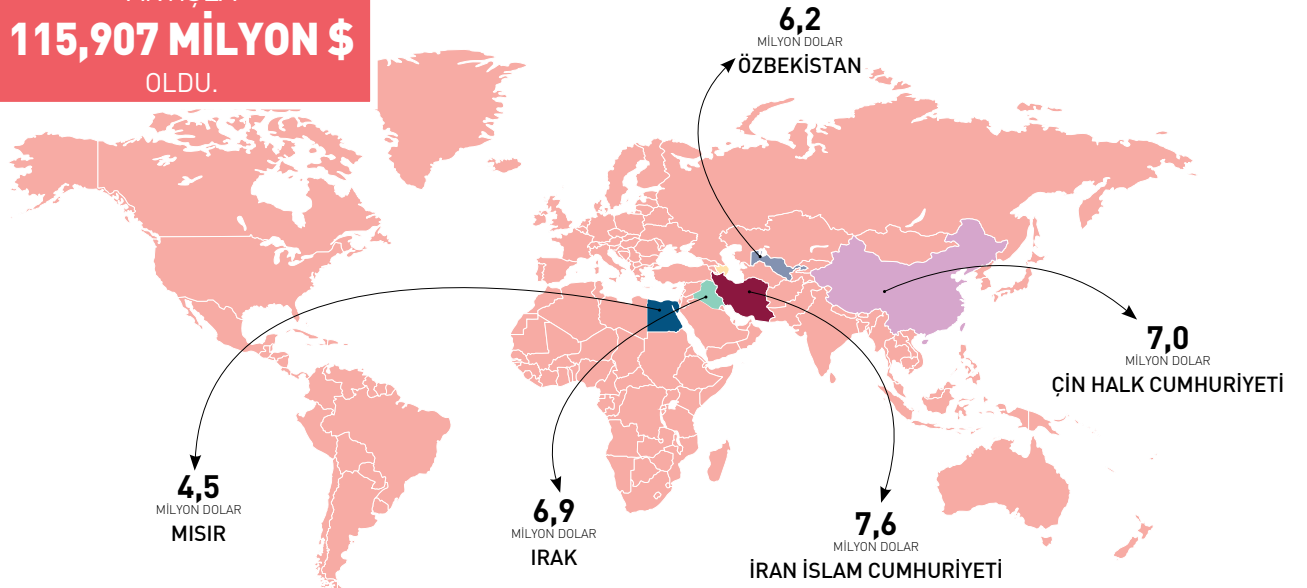 115,907 MİLYON $
OLDU.
6,2
MİLYON DOLAR
ÖZBEKİSTAN
7,0
MİLYON DOLAR
ÇİN HALK CUMHURİYETİ
4,5
MİLYON DOLAR
MISIR
6,9
MİLYON DOLAR
IRAK
7,6
MİLYON DOLAR
İRAN İSLAM CUMHURİYETİ